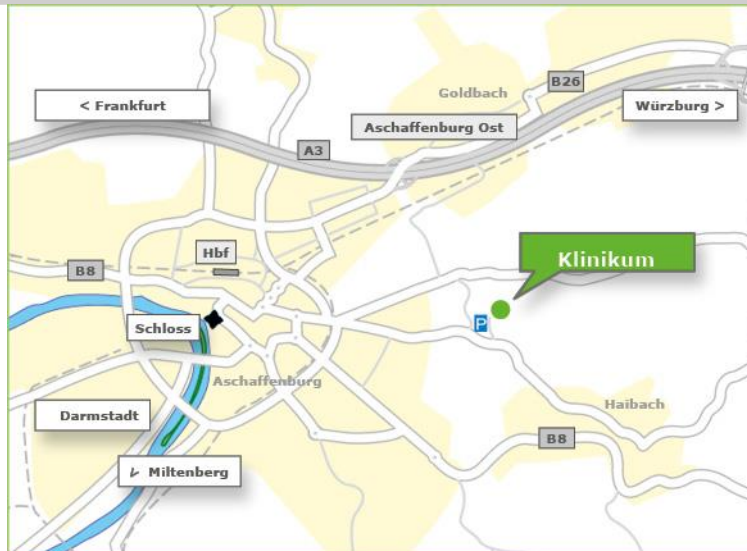 Goldbach
B26
< Frankfurt
Würzburg >
Aschaffenburg Ost
A3
Hbf
Klinikum
B8
P
Schloss
Aschaffenburg
Haibach
Darmstadt
B8
< Miltenberg